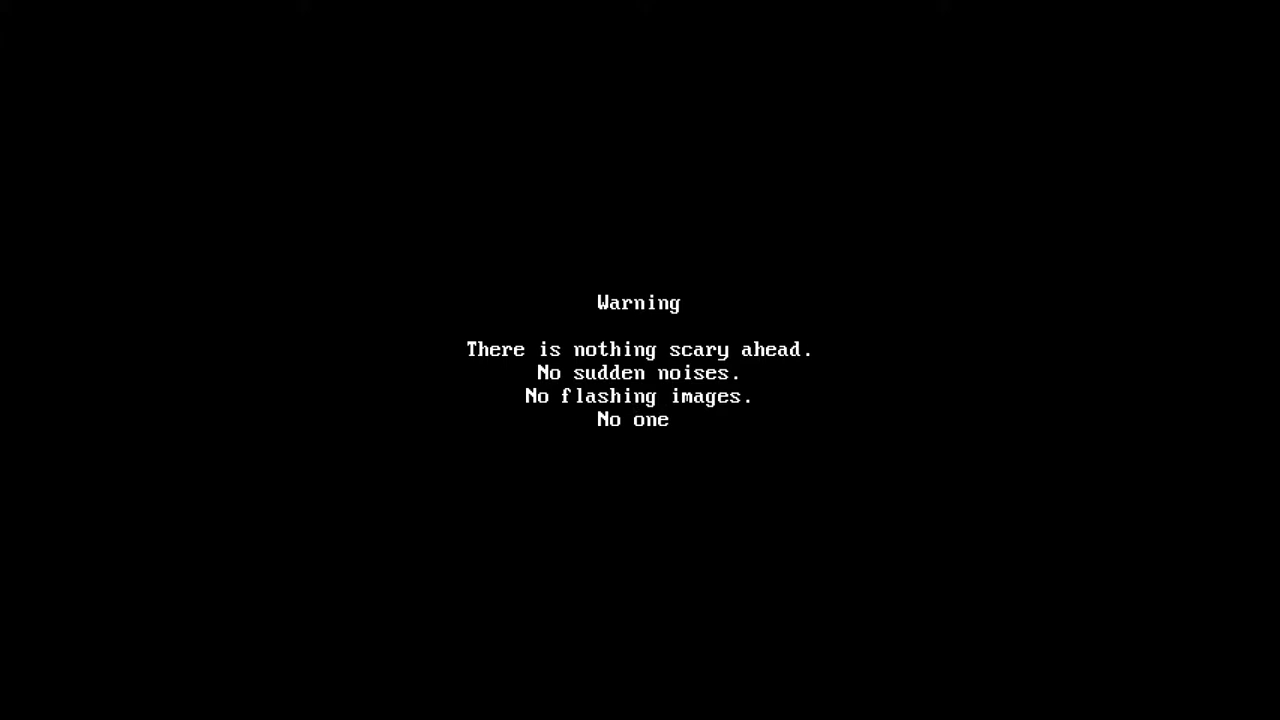 Warning
There is nothing scary ahead.
No sudden noises.
No flashing images.
No one